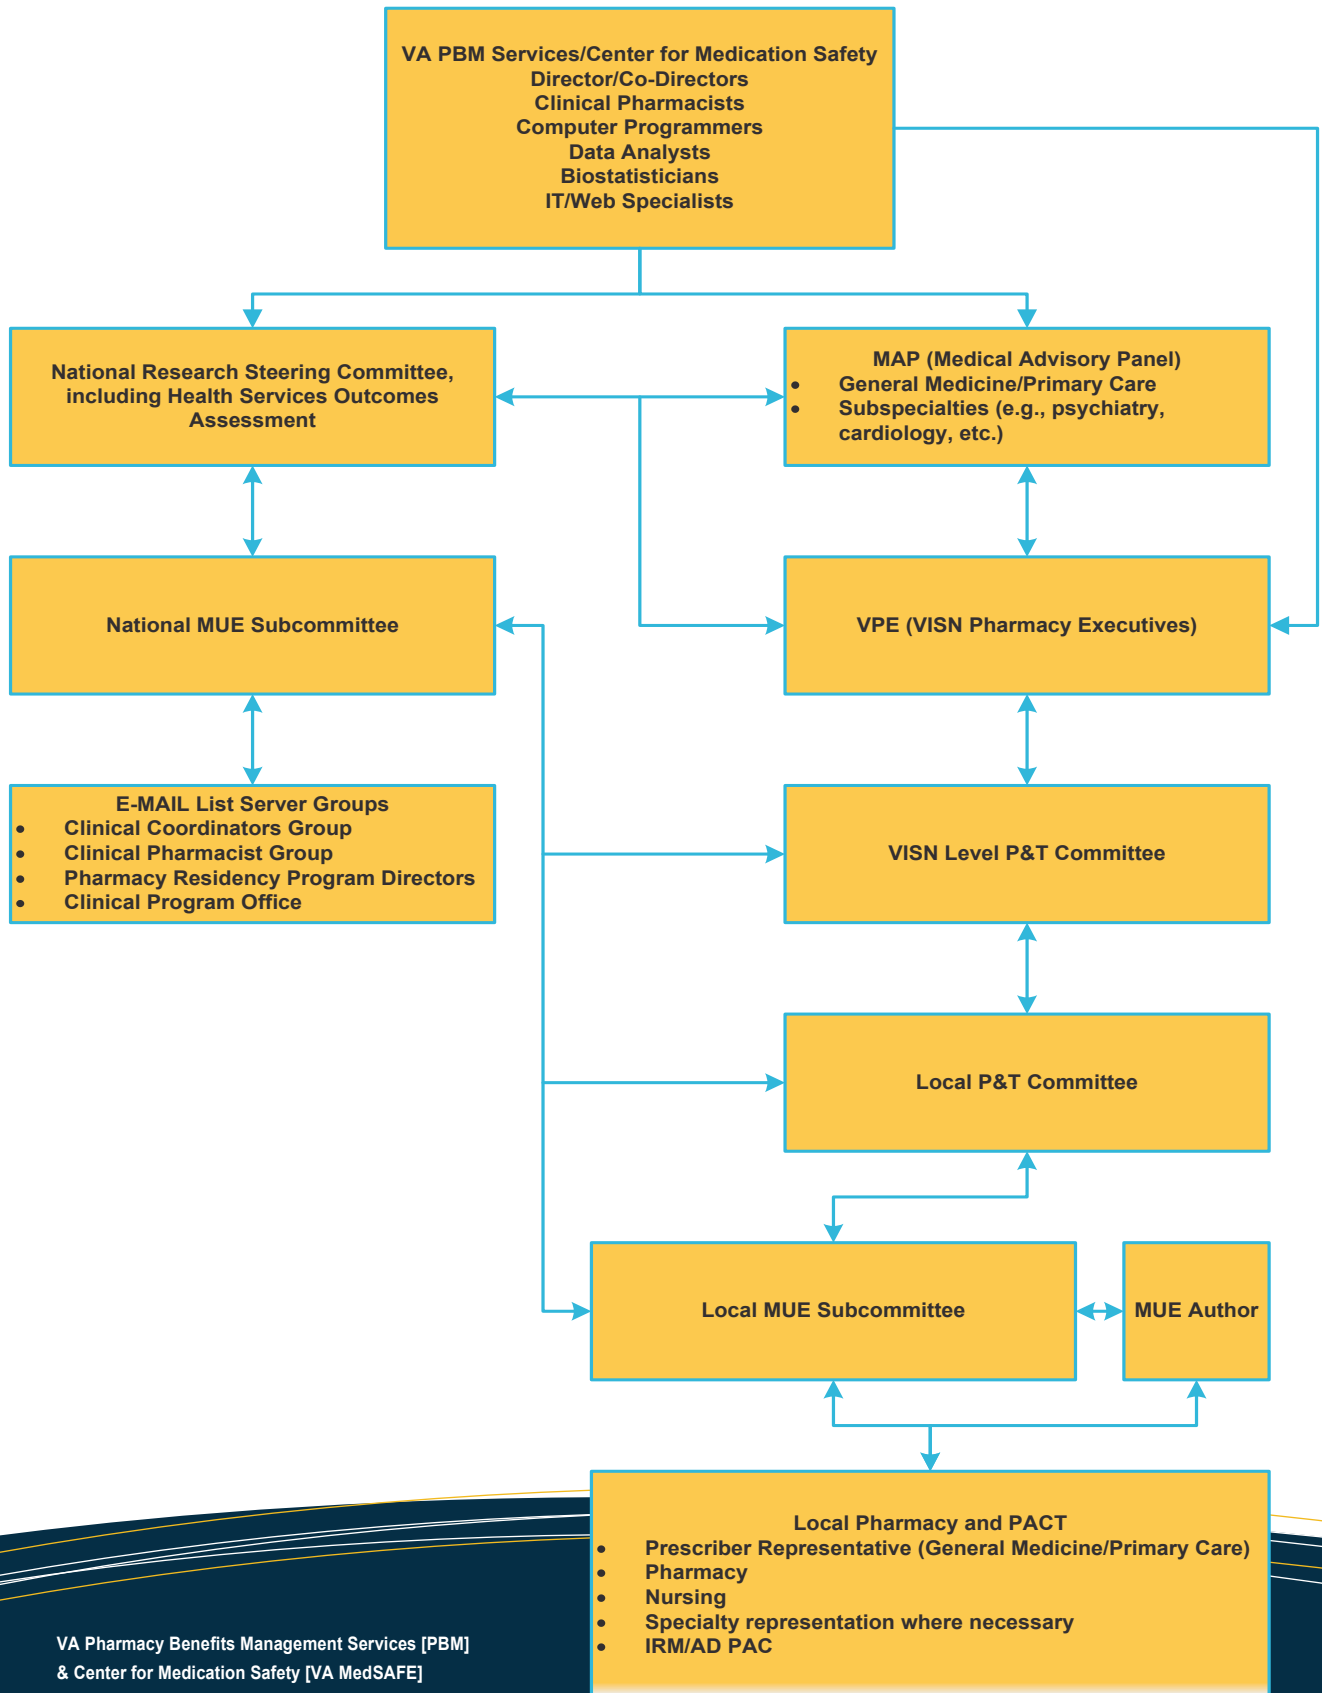 VA PBM Services/Center for Medication Safety
Director/Co-Directors
Clinical Pharmacists
Computer Programmers
Data Analysts
Biostatisticians
IT/Web Specialists
National Research Steering Committee,
including Health Services Outcomes
Assessment
MAP (Medical Advisory Panel)
• General Medicine/Primary Care
• Subspecialties (e.g., psychiatry,
cardiology, etc.)
National MUE Subcommittee
VPE (VISN Pharmacy Executives)
E-MAIL List Server Groups
• Clinical Coordinators Group
• Clinical Pharmacist Group
• Pharmacy Residency Program Directors
• Clinical Program Office
VISN Level P&T Committee
Local P&T Committee
Local MUE Subcommittee
MUE Author
Local Pharmacy and PACT
• Prescriber Representative (General Medicine/Primary Care)
• Pharmacy
• Nursing
• Specialty representation where necessary
• IRM/AD PAC
VA Pharmacy Benefits Management Services [PBM]
& Center for Medication Safety [VA MedSAFE]